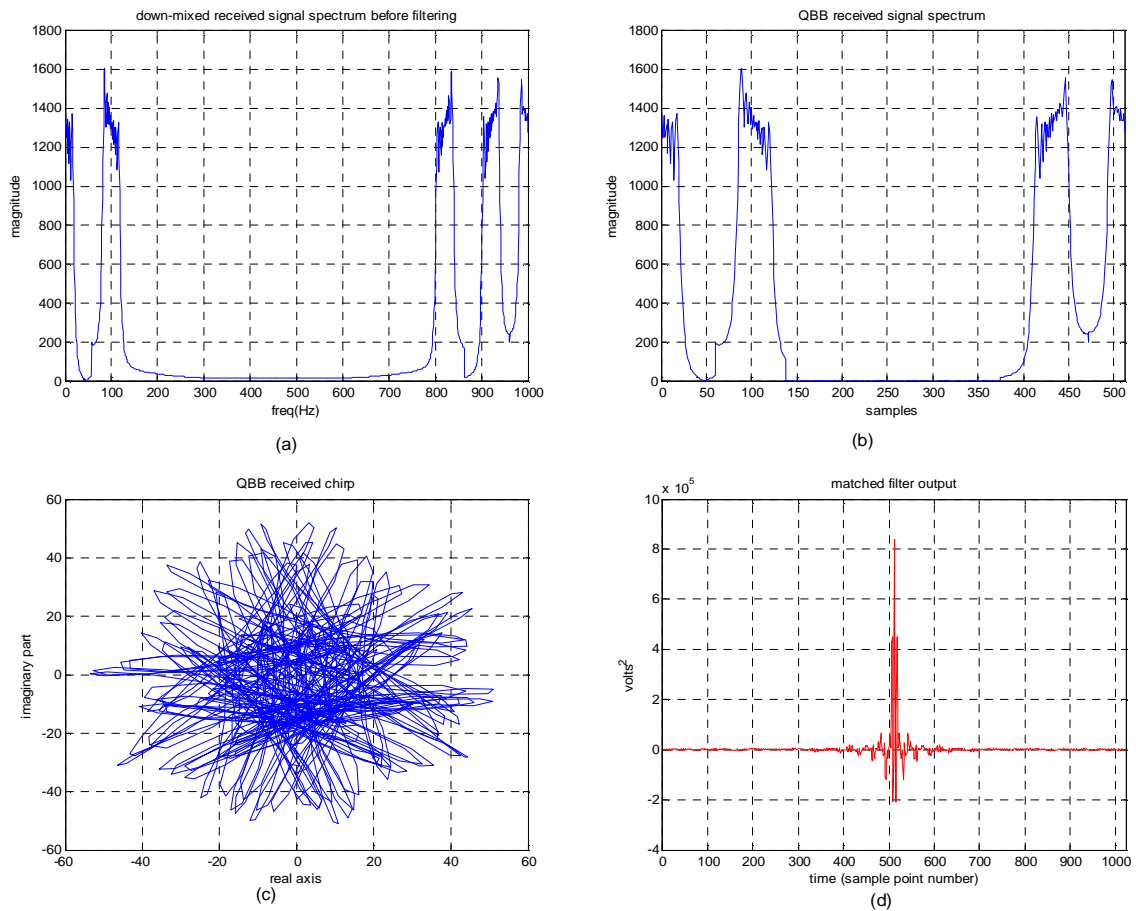 down-mixed received signal spectrum before filtering
1800
1600
1400
1200
1000
800
600
400
200
0
magnitude
0 100 200 300 400 500 600 700 800 900 1000
freq(Hz)
(a)
QBB received signal spectrum
1800
1600
1400
1200
1000
800
600
400
200
0
magnitude
0 50 100 150 200 250 300 350 400 450 500
samples
(b)
QBB received chirp
60
40
20
0
-20
-40
-60
imaginary part
-60 -40 -20 0 20 40 60
real axis
(c)
matched filter output
x 10^5
10
8
6
4
2
0
-2
-4
volts^2
0 100 200 300 400 500 600 700 800 900 1000
time (sample point number)
(d)